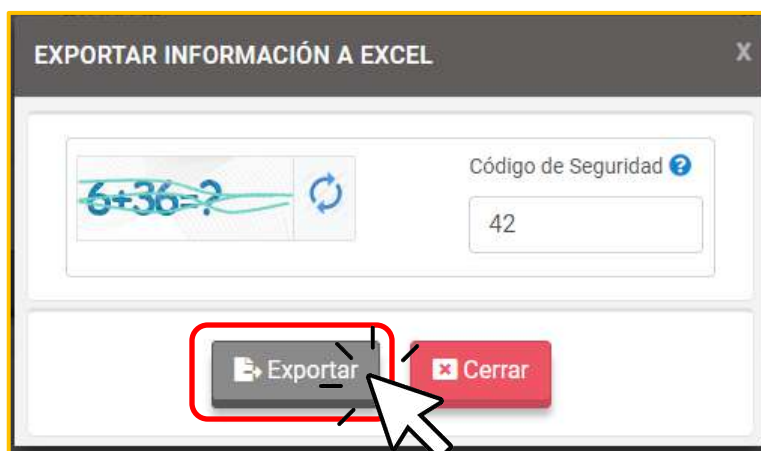 EXPORTAR INFORMACIÓN A EXCEL X
6+36=?
Código de Seguridad ?
42
Exportar
Cerrar